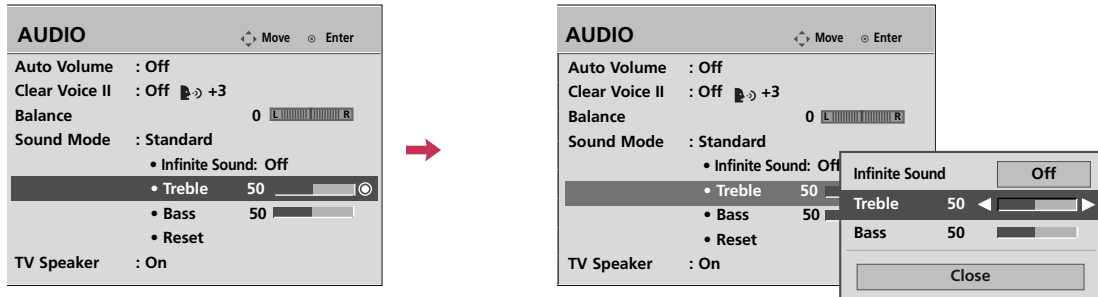 AUDIO Move Enter
Auto Volume : Off
Clear Voice II : Off +3
Balance 0 L R
Sound Mode : Standard
• Infinite Sound: Off
• Treble 50
• Bass 50
• Reset
TV Speaker : On
AUDIO Move Enter
Auto Volume : Off
Clear Voice II : Off +3
Balance 0 L R
Sound Mode : Standard
• Infinite Sound: Off
• Treble 50
• Bass 50
• Reset
TV Speaker : On
Infinite Sound Off
Treble 50
Bass 50
Close